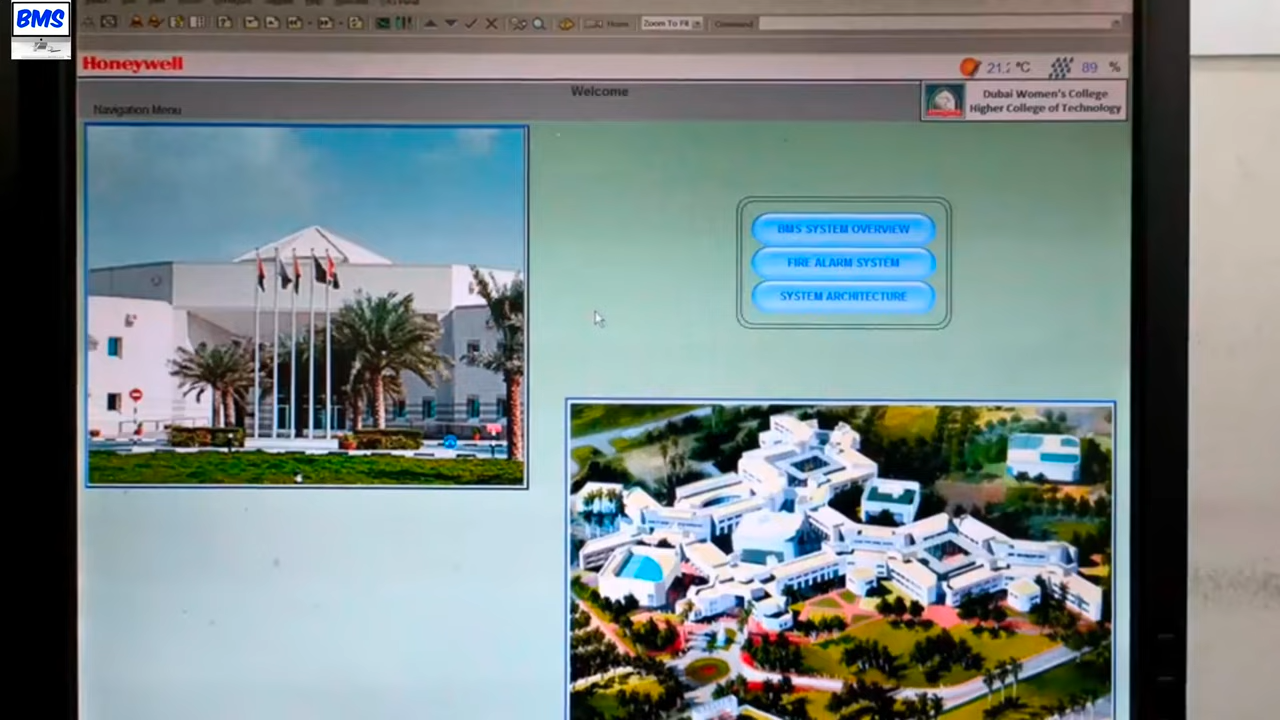 BMS
Home
Zoom To Fit
Command
Honeywell
21.2 °C
89 %
Welcome
Dubai Women's College
Higher College of Technology
Navigation Menu
BMS SYSTEM OVERVIEW
FIRE ALARM SYSTEM
SYSTEM ARCHITECTURE